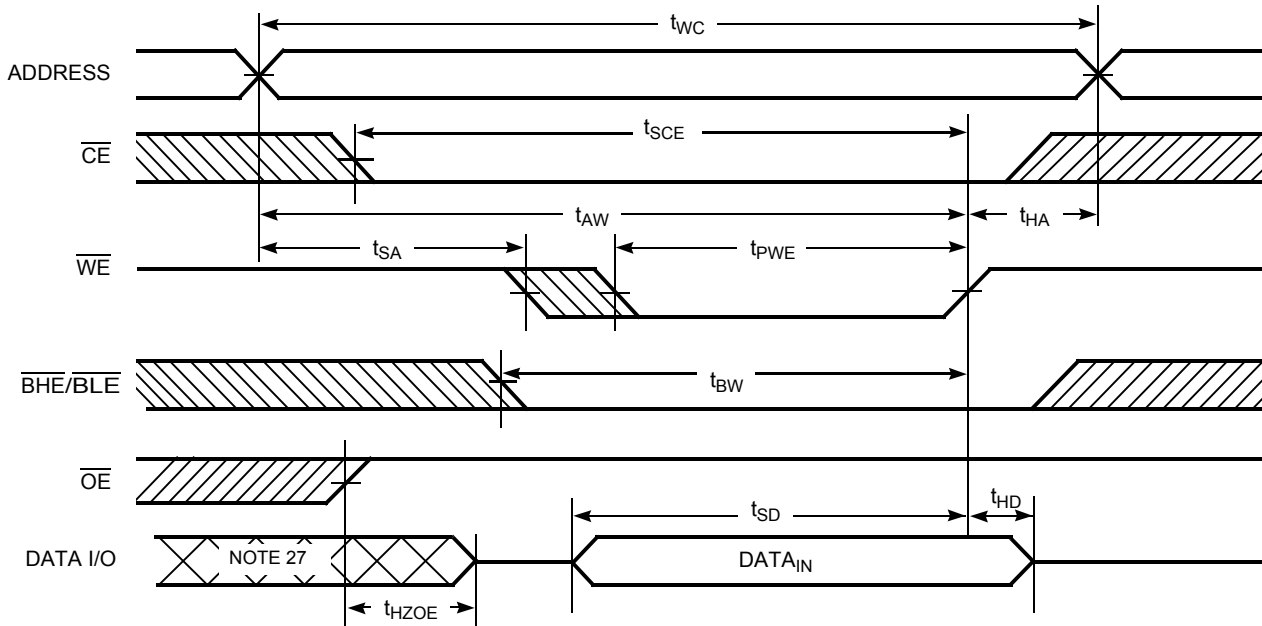 tWC
ADDRESS
tSCE
CE
tAW
tHA
tSA
tPWE
WE
BHE/BLE
tBW
OE
tSD
tHD
DATA I/O
NOTE 27
DATAIN
tHZOE